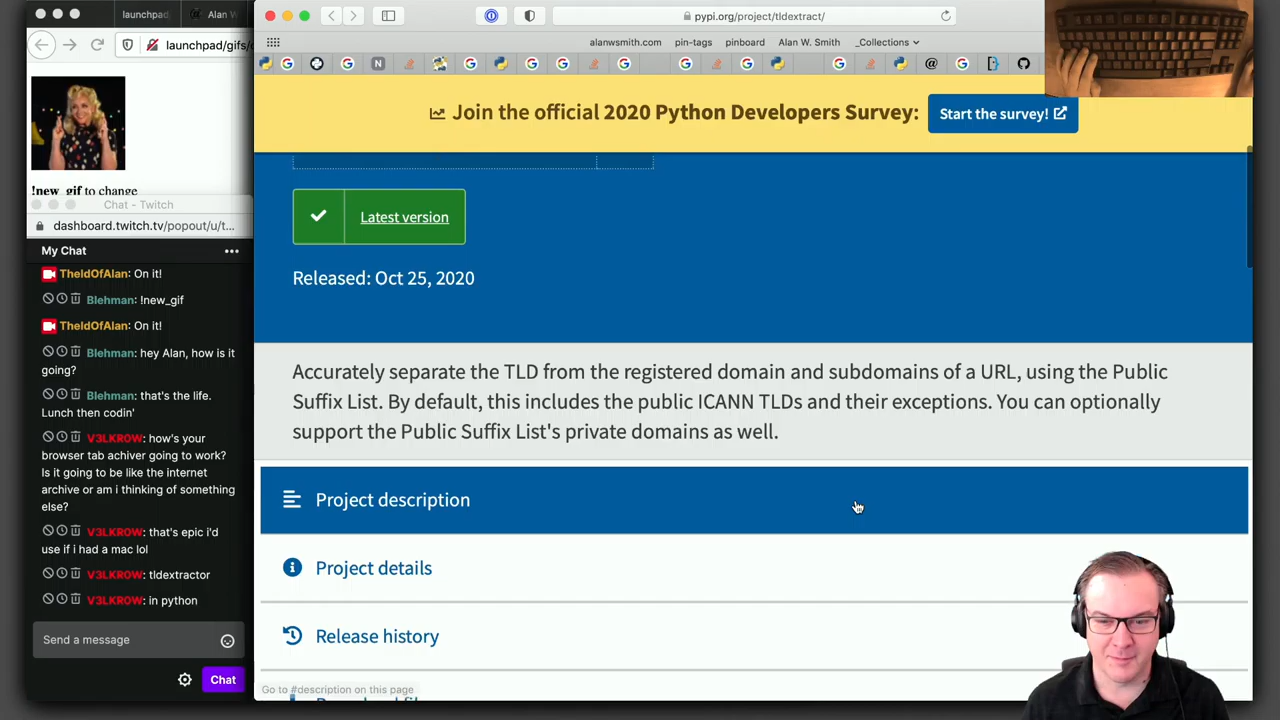 launchpad
Alan W
launchpad/gifs/
!new_gif to change
Chat - Twitch
dashboard.twitch.tv/popout/u/t...
My Chat
TheIdOfAlan: On it!
Blehman: !new_gif
TheIdOfAlan: On it!
Blehman: hey Alan, how is it
going?
Blehman: that's the life.
Lunch then codin'
V3LKR0W: how's your
browser tab achiver going to work?
Is it going to be like the internet
archive or am i thinking of something
else?
V3LKR0W: that's epic i'd
use if i had a mac lol
V3LKR0W: tldextractor
V3LKR0W: in python
Send a message
Chat
pypi.org/project/tldextract/
alanwsmith.com pin-tags pinboard Alan W. Smith _Collections
Join the official 2020 Python Developers Survey:
Start the survey!
Latest version
Released: Oct 25, 2020
Accurately separate the TLD from the registered domain and subdomains of a URL, using the Public
Suffix List. By default, this includes the public ICANN TLDs and their exceptions. You can optionally
support the Public Suffix List's private domains as well.
Project description
Project details
Release history
Go to #description on this page